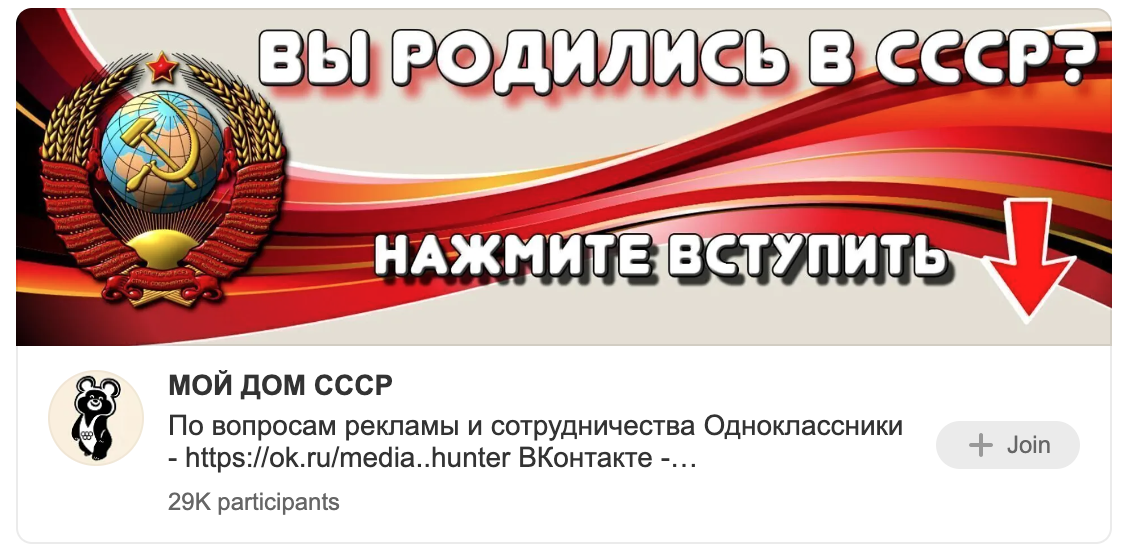 ВЫ РОДИЛИСЬ В СССР?
НАЖМИТЕ ВСТУПИТЬ
МОЙ ДОМ СССР
По вопросам рекламы и сотрудничества Одноклассники
- https://ok.ru/media..hunter ВКонтакте -…
Join
29K participants